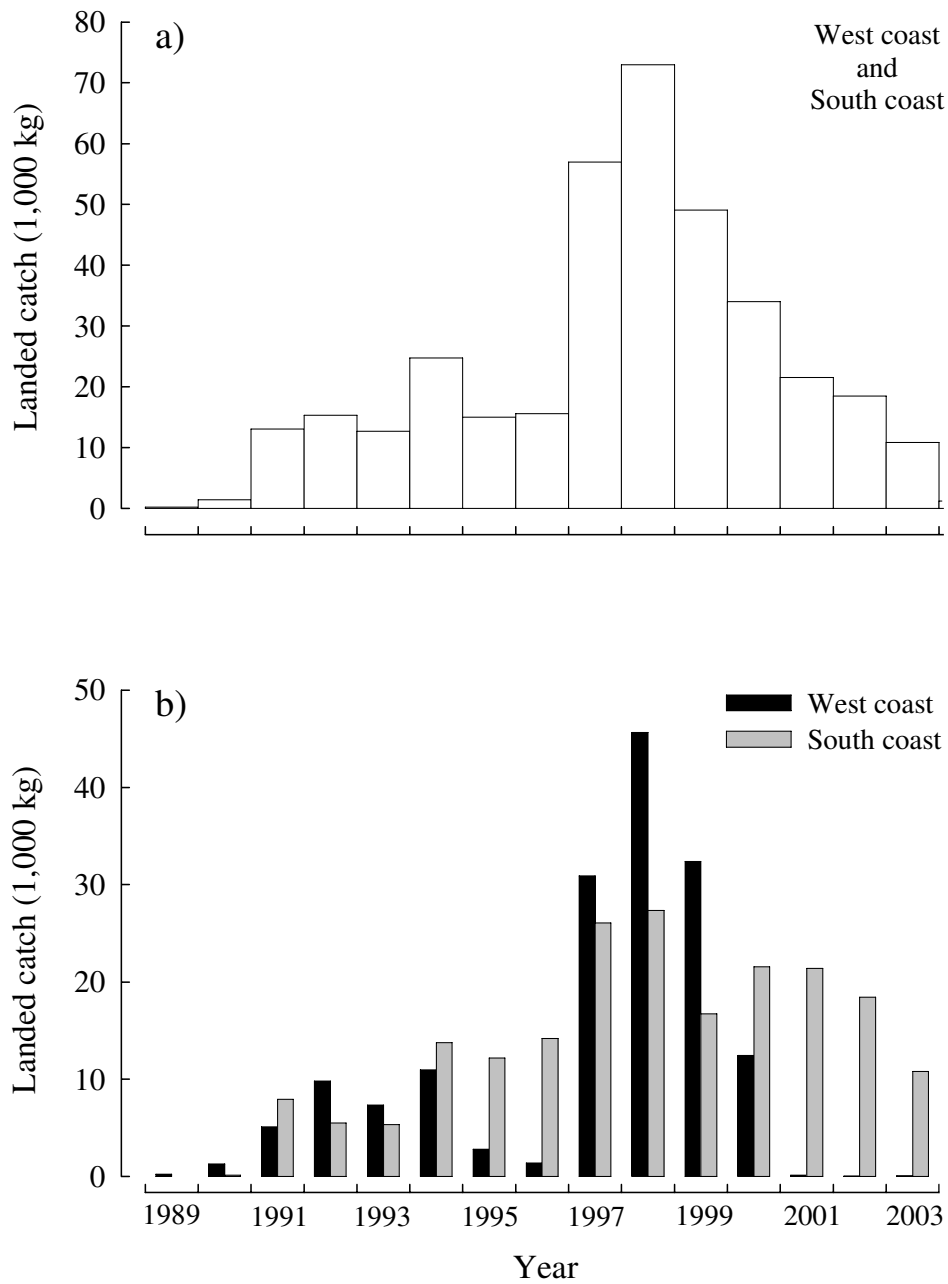 a)
West coast
and
South coast
Landed catch (1,000 kg)
80
70
60
50
40
30
20
10
0
b)
West coast
South coast
Landed catch (1,000 kg)
50
40
30
20
10
0
1989 1991 1993 1995 1997 1999 2001 2003
Year